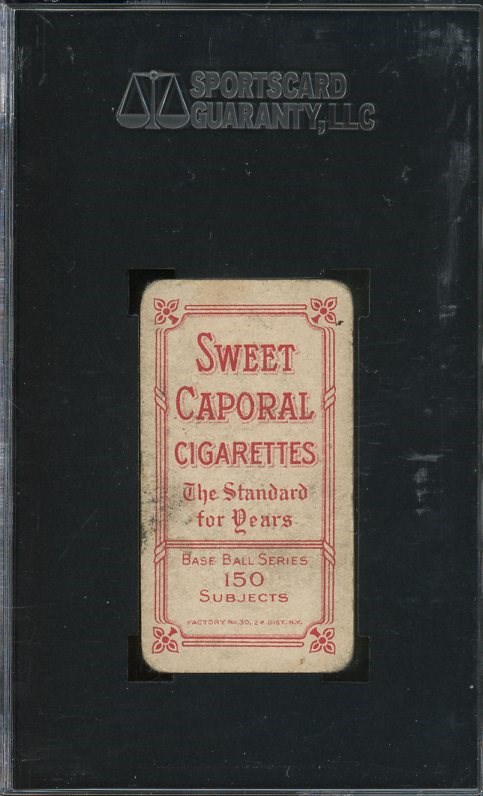 SPORTSCARD
GUARANTY, LLC
SWEET
CAPORAL
CIGARETTES
The Standard
for Years
BASE BALL SERIES
150
SUBJECTS
FACTORY No. 30, 2d DIST. N.Y.